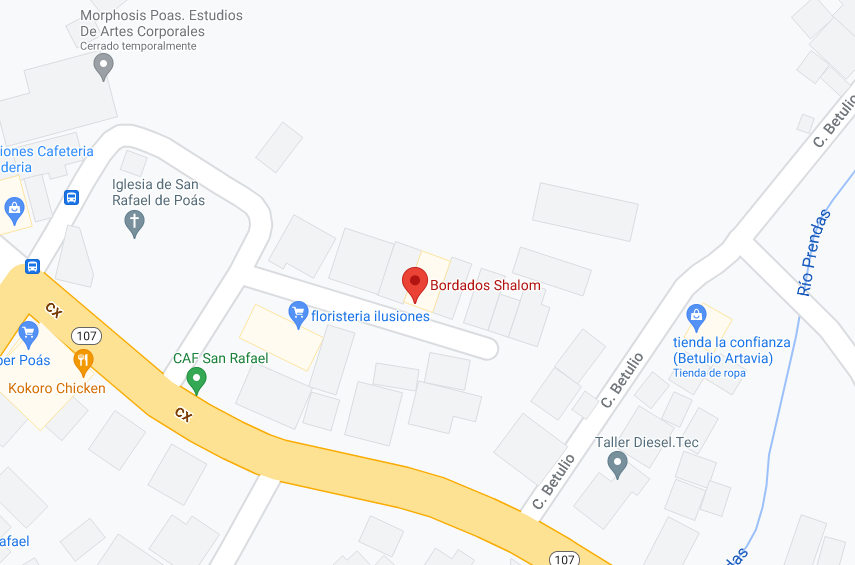 Morphosis Poas. Estudios
De Artes Corporales
Cerrado temporalmente
C. Betulio
iones Cafeteria
deria
Iglesia de San
Rafael de Poás
Río Prendas
Bordados Shalom
CX
floristeria ilusiones
107
tienda la confianza
(Betulio Artavia)
Tienda de ropa
per Poás
CAF San Rafael
Kokoro Chicken
C. Betulio
CX
Taller Diesel.Tec
C. Betulio
afael
107
das